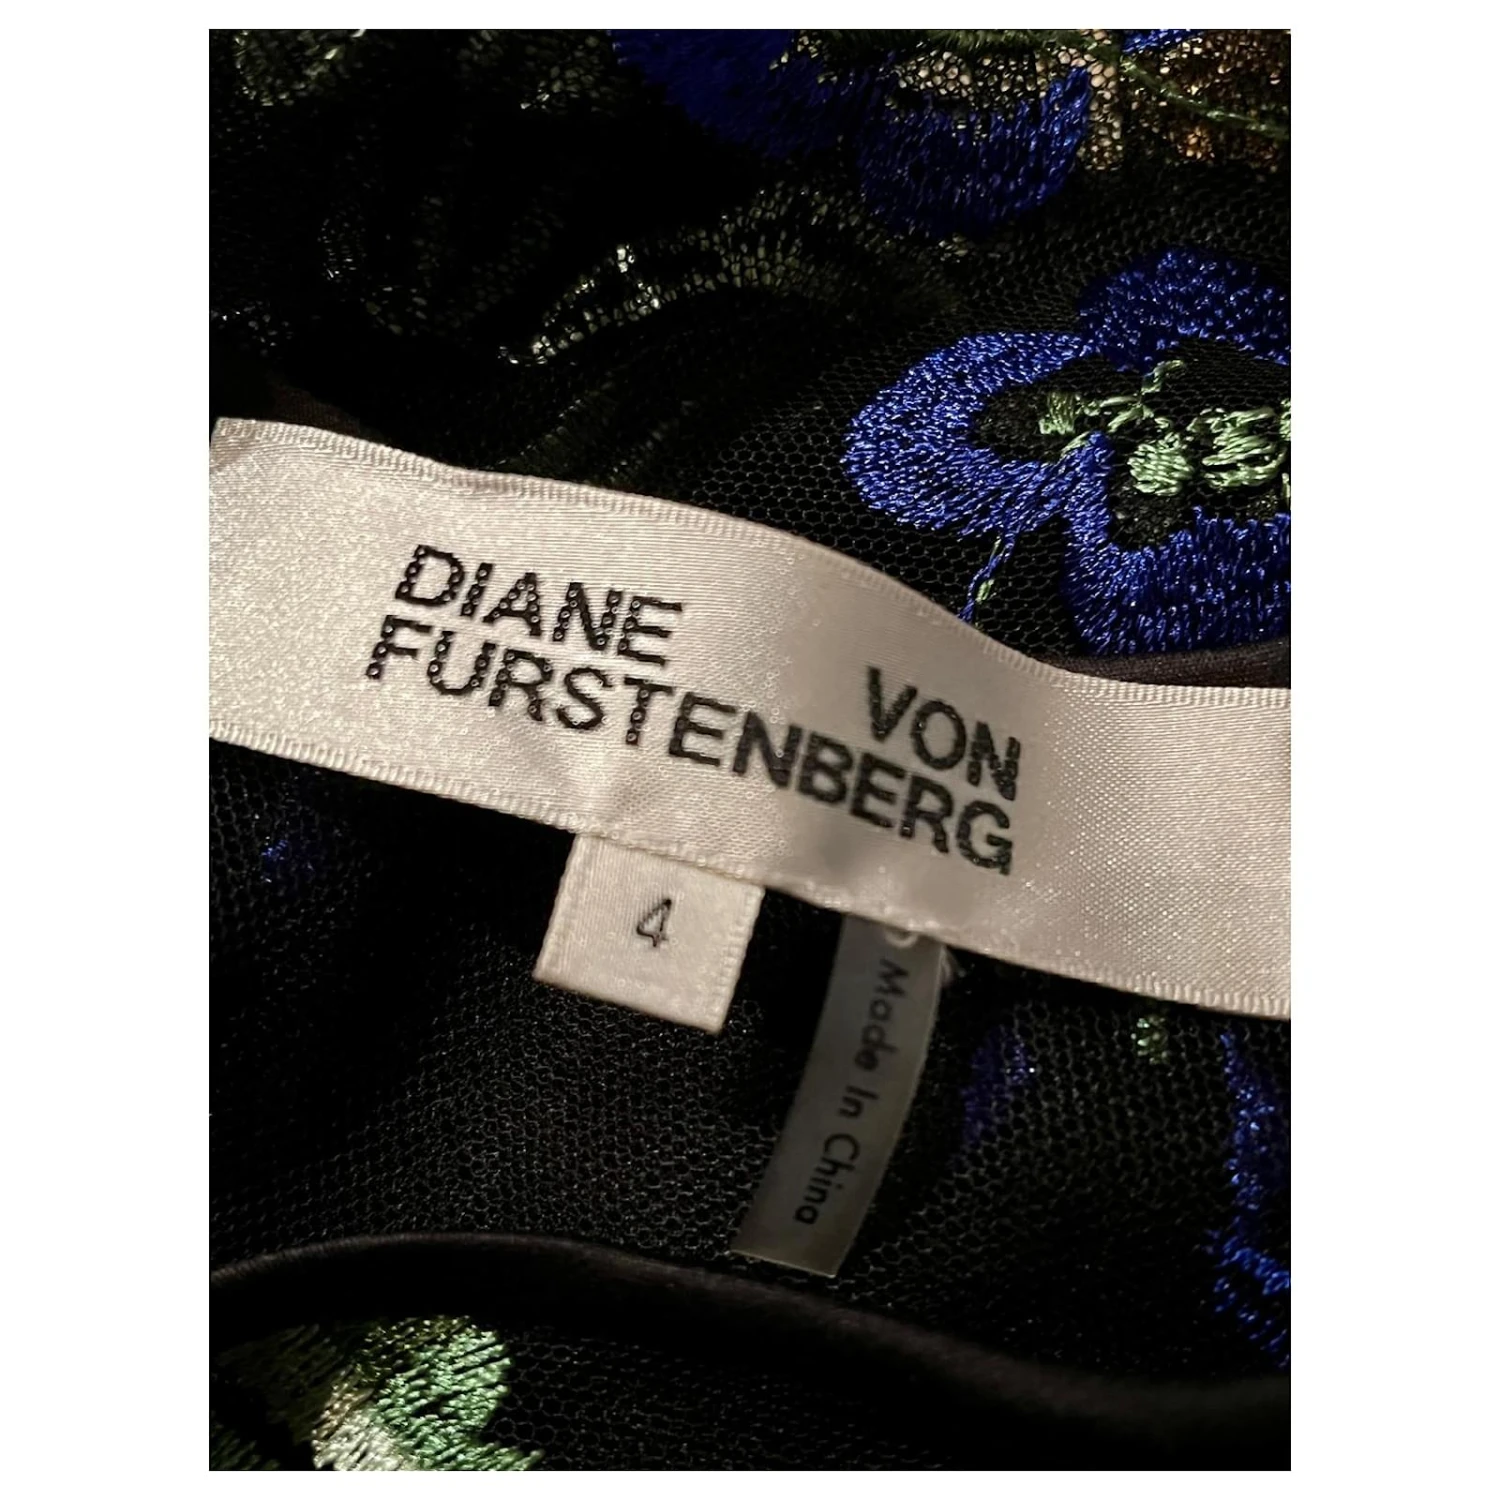 DIANE VON
FURSTENBERG
4
Made In China